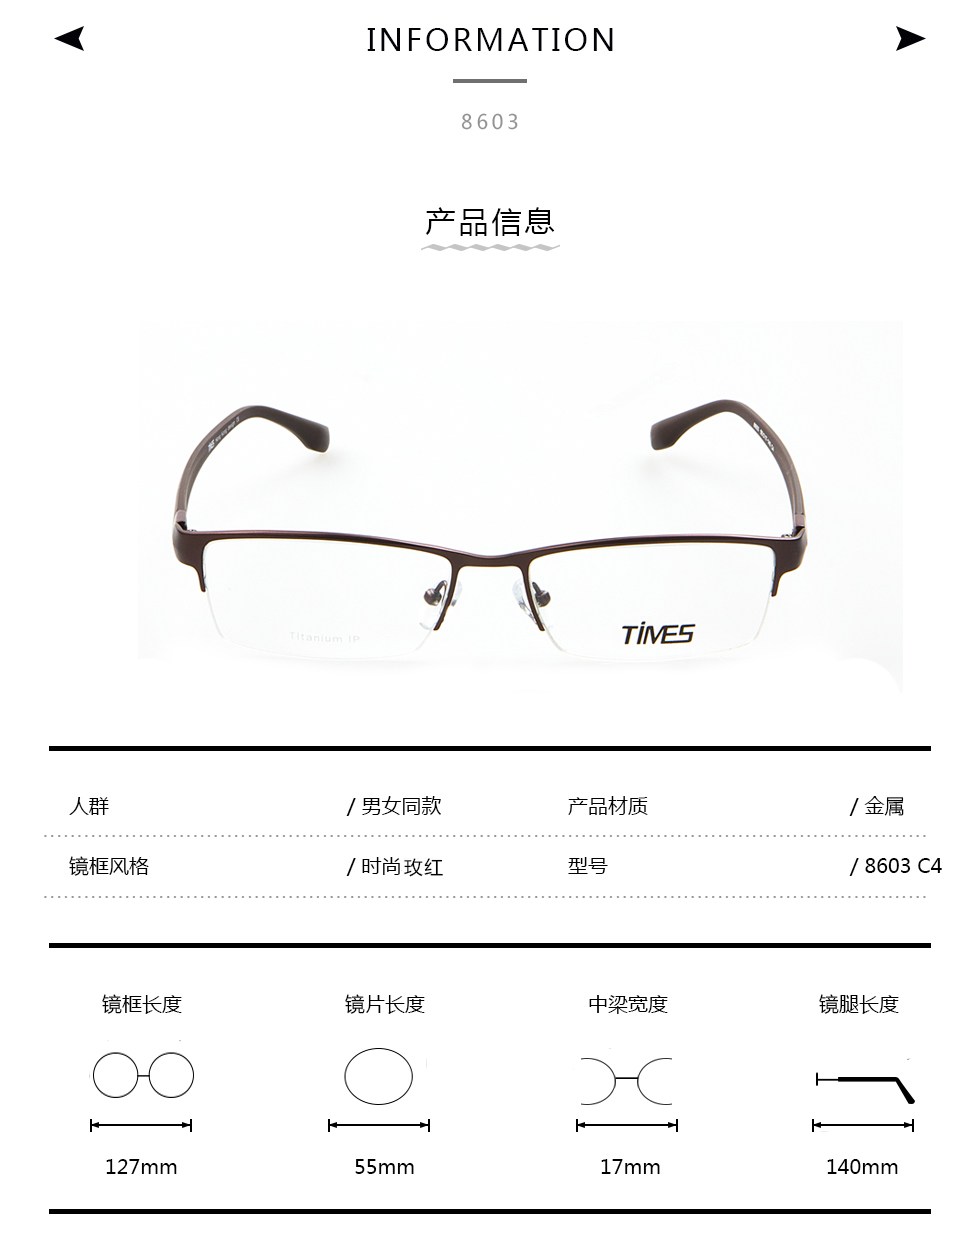 INFORMATION
8603
产品信息
Titanium IP
TiMES
人群 / 男女同款 产品材质 / 金属
镜框风格 / 时尚玫红 型号 / 8603 C4
镜框长度 镜片长度 中梁宽度 镜腿长度
127mm 55mm 17mm 140mm